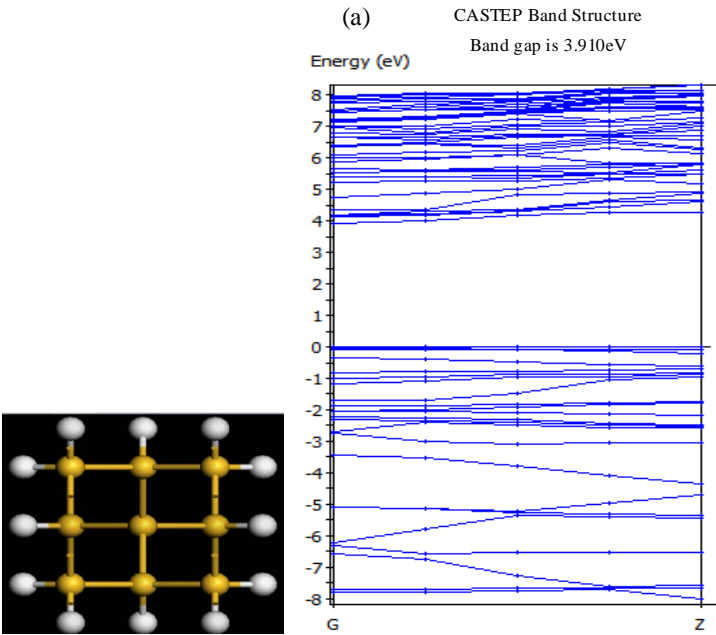 (a)
CASTEP Band Structure
Band gap is 3.910eV
Energy (eV)
8
7
6
5
4
3
2
1
0
-1
-2
-3
-4
-5
-6
-7
-8
G
Z